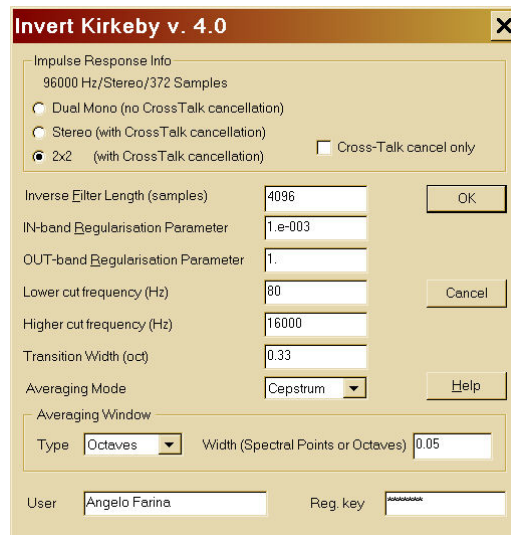 Invert Kirkeby v. 4.0
Impulse Response Info
96000 Hz/Stereo/372 Samples
Dual Mono (no CrossTalk cancellation)
Stereo (with CrossTalk cancellation)
2x2 (with CrossTalk cancellation)
Cross-Talk cancel only
Inverse Filter Length (samples) 4096 OK
IN-band Regularisation Parameter 1.e-003
OUT-band Regularisation Parameter 1.
Lower cut frequency (Hz) 80 Cancel
Higher cut frequency (Hz) 16000
Transition Width (oct) 0.33
Averaging Mode Cepstrum Help
Averaging Window
Type Octaves Width (Spectral Points or Octaves) 0.05
User Angelo Farina Reg. key *******